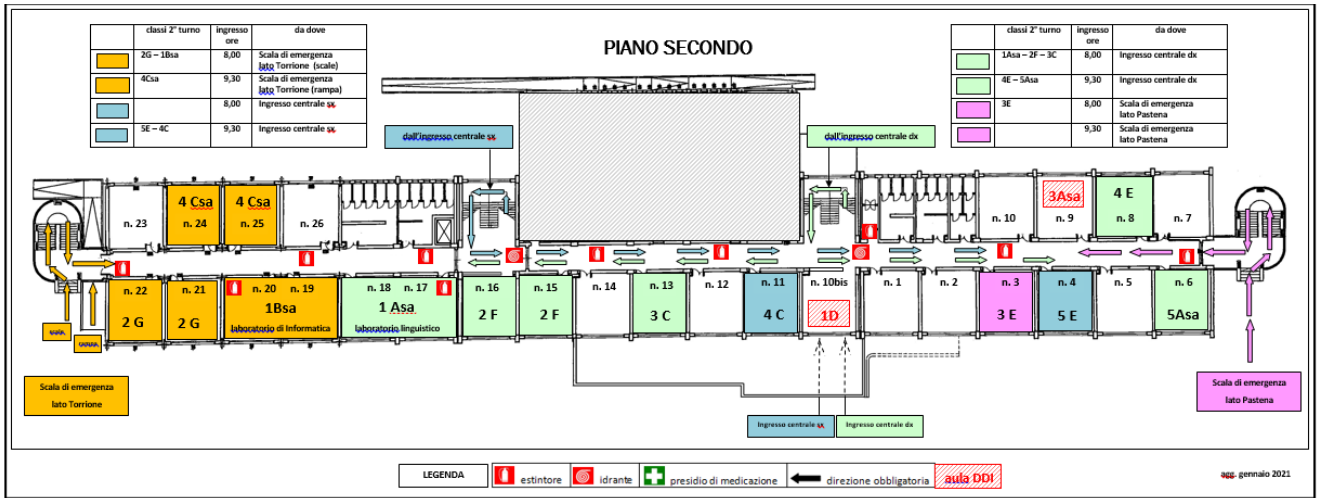 PIANO SECONDO
classi 2° turno ingresso ore da dove
2G – 1Bsa 8,00 Scala di emergenza lato Torrione (scale)
4Csa 9,30 Scala di emergenza lato Torrione (rampa)
8,00 Ingresso centrale sx
5E – 4C 9,30 Ingresso centrale sx
classi 2° turno ingresso ore da dove
1Asa – 2F – 3C 8,00 Ingresso centrale dx
4E – 5Asa 9,30 Ingresso centrale dx
3E 8,00 Scala di emergenza lato Pastena
9,30 Scala di emergenza lato Pastena
dall'ingresso centrale sx
dall'ingresso centrale dx
n. 23
4 Csa
n. 24
4 Csa
n. 25
n. 26
n. 10
3Asa
n. 9
4 E
n. 8
n. 7
n. 22
2 G
n. 21
2 G
n. 20 n. 19
1Bsa
laboratorio di Informatica
n. 18 n. 17
1 Asa
laboratorio linguistico
n. 16
2 F
n. 15
2 F
n. 14
n. 13
3 C
n. 12
n. 11
4 C
n. 10bis
1D
n. 1
n. 2
n. 3
3 E
n. 4
5 E
n. 5
n. 6
5Asa
Scala di emergenza
lato Torrione
Scala di emergenza
lato Pastena
Ingresso centrale sx
Ingresso centrale dx
LEGENDA
estintore
idrante
presidio di medicazione
direzione obbligatoria
aula DDI
agg. gennaio 2021